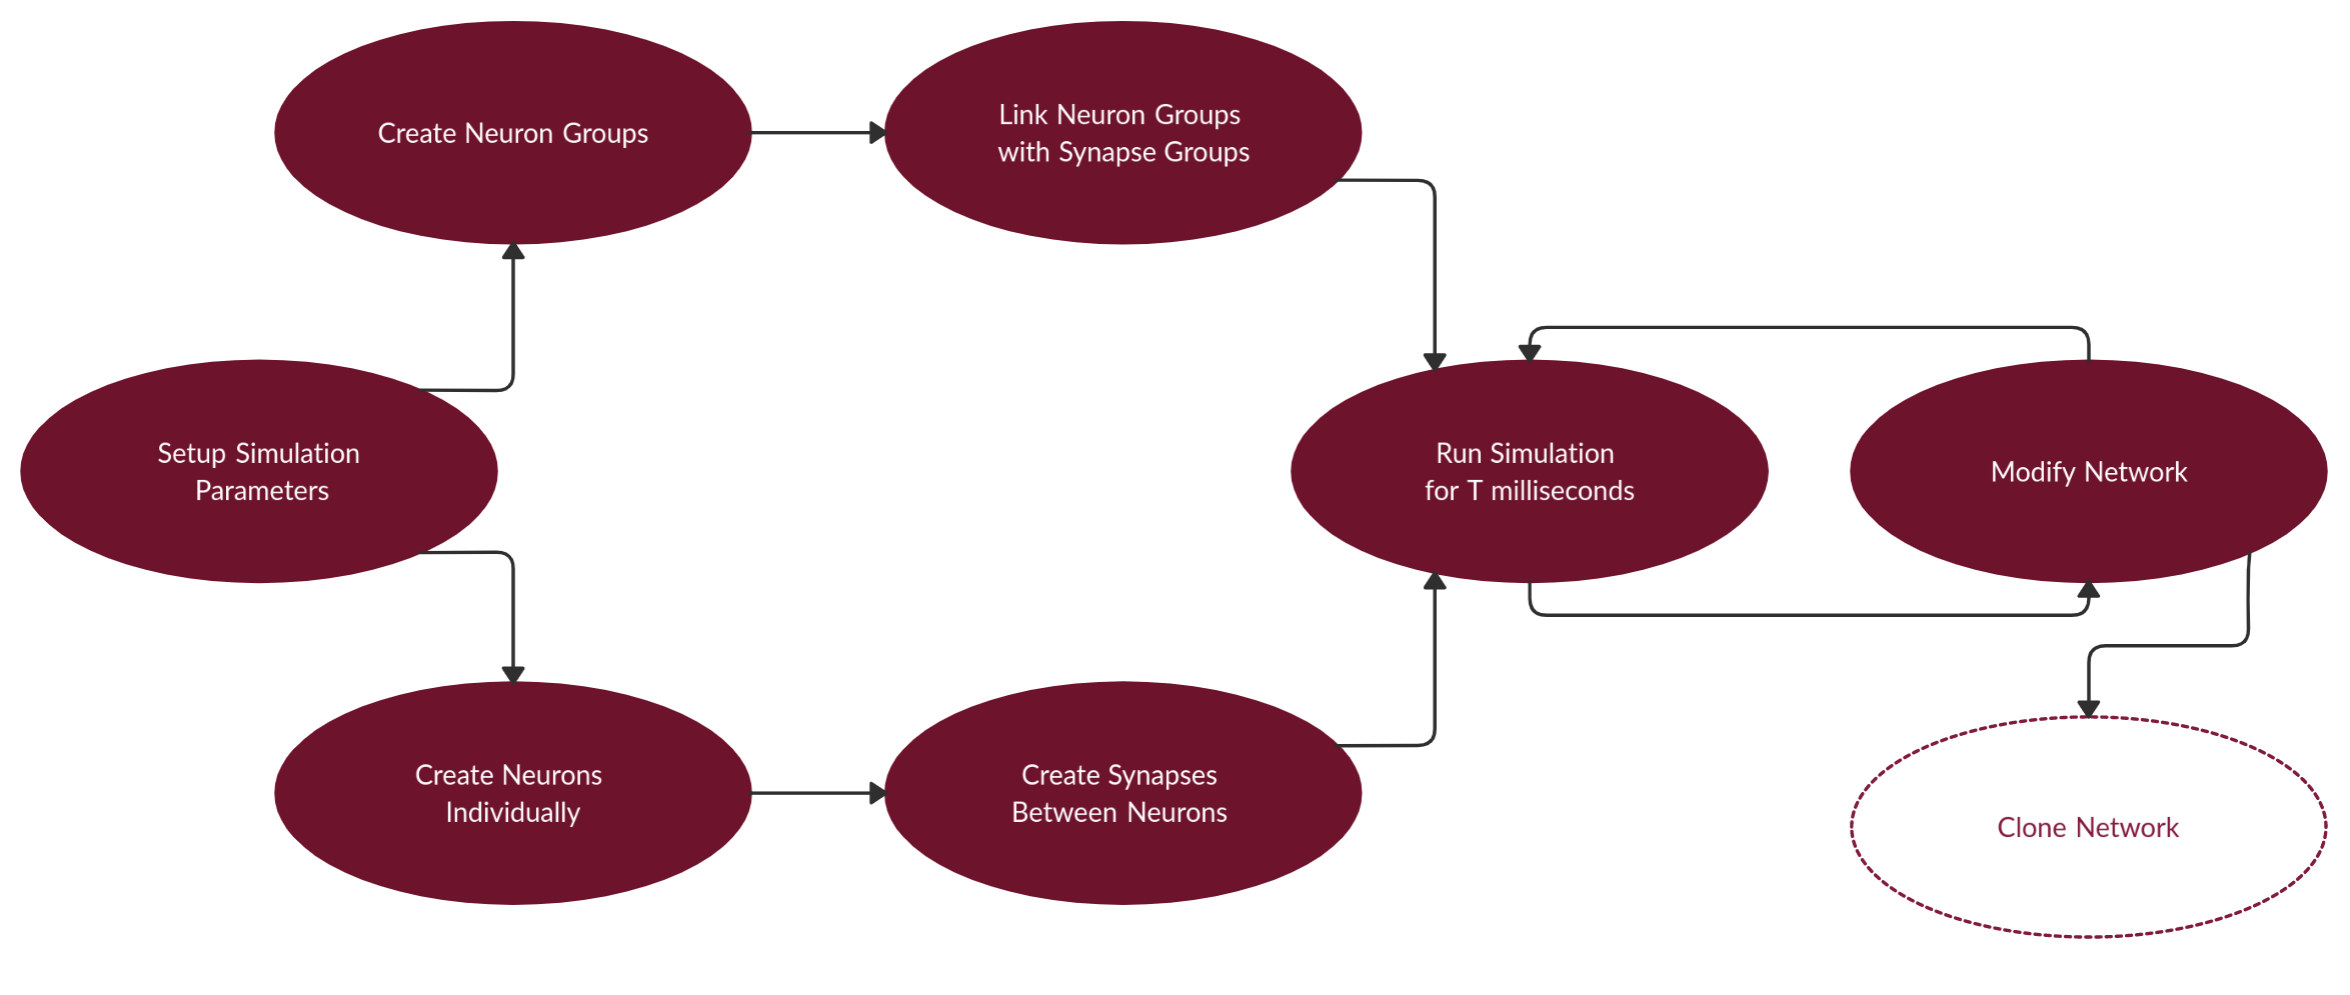 Create Neuron Groups
Link Neuron Groups
with Synapse Groups
Setup Simulation
Parameters
Run Simulation
for T milliseconds
Modify Network
Create Neurons
Individually
Create Synapses
Between Neurons
Clone Network